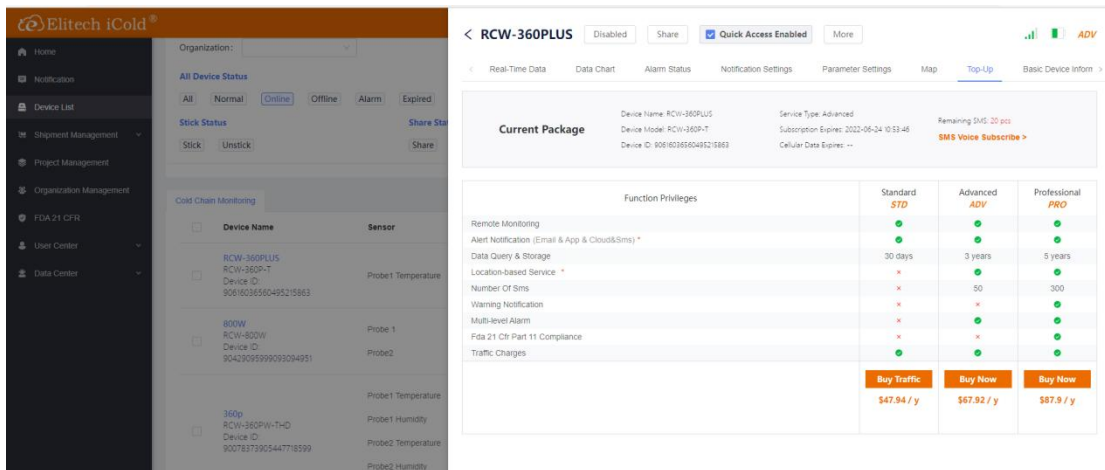 Elitech iCold®
Home
Notification
Device List
Shipment Management
Project Management
Organization Management
FDA 21 CFR
User Center
Data Center
Organization:
All Device Status
All Normal Online Offline Alarm Expired
Stick Status Share Sta
Stick Unstick Share
Cold Chain Monitoring
Device Name Sensor
RCW-360PLUS
RCW-360P-T
Device ID:
90616036560495215863
Probe1 Temperature
800W
RCW-800W
Device ID:
90429095999093094951
Probe 1
Probe2
360p
RCW-360PW-THD
Device ID:
90078373905447718599
Probe1 Temperature
Probe1 Humidity
Probe2 Temperature
Probe2 Humidity
< RCW-360PLUS Disabled Share Quick Access Enabled More ADV
< Real-Time Data Data Chart Alarm Status Notification Settings Parameter Settings Map Top-Up Basic Device Inform >
Current Package
Device Name: RCW-360PLUS
Device Model: RCW-360P-T
Device ID: 90616036560495215863
Service Type: Advanced
Subscription Expires: 2022-06-24 10:53:46
Cellular Data Expires: --
Remaining SMS: 20 pcs
SMS Voice Subscribe >
Function Privileges Standard Advanced Professional
STD ADV PRO
Remote Monitoring
Alert Notification (Email & App & Cloud&Sms) *
Data Query & Storage 30 days 3 years 5 years
Location-based Service *
Number Of Sms × 50 300
Warning Notification
Multi-level Alarm
Fda 21 Cfr Part 11 Compliance
Traffic Charges
Buy Traffic Buy Now Buy Now
$47.94 / y $67.92 / y $87.9 / y